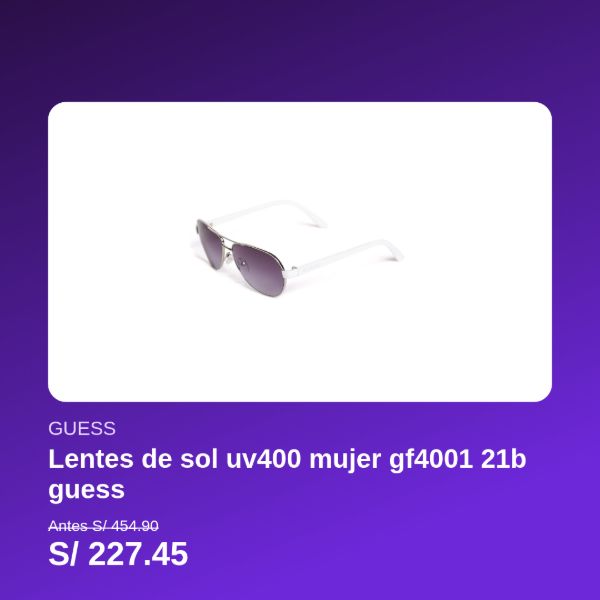 GUESS
Lentes de sol uv400 mujer gf4001 21b
guess
Antes S/ 454.90
S/ 227.45